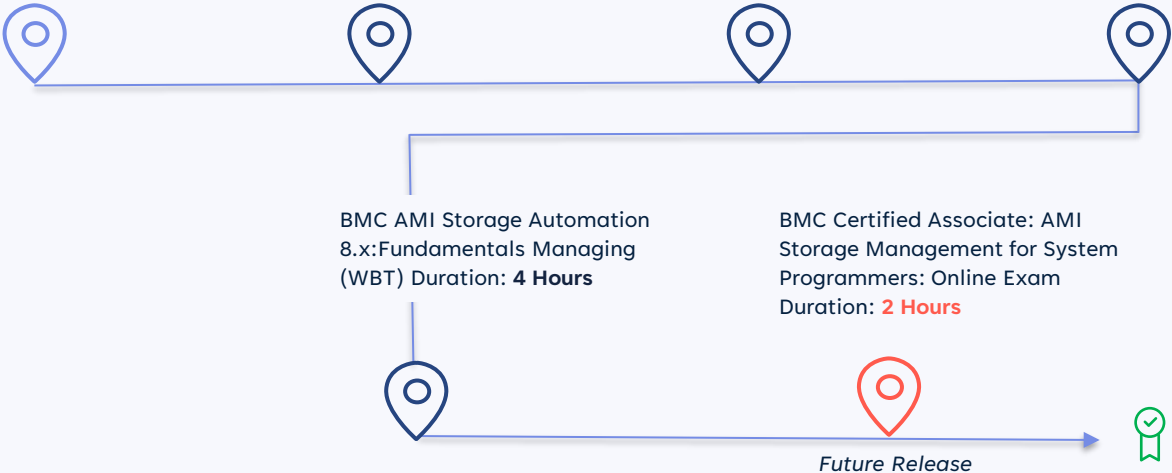 BMC AMI Storage Automation
8.x:Fundamentals Managing
(WBT) Duration: 4 Hours
BMC Certified Associate: AMI
Storage Management for System
Programmers: Online Exam
Duration: 2 Hours
Future Release